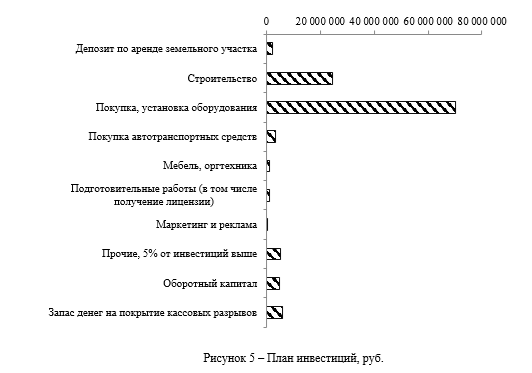 0 20 000 000 40 000 000 60 000 000 80 000 000
Депозит по аренде земельного участка
Строительство
Покупка, установка оборудования
Покупка автотранспортных средств
Мебель, оргтехника
Подготовительные работы (в том числе
получение лицензии)
Маркетинг и реклама
Прочие, 5% от инвестиций выше
Оборотный капитал
Запас денег на покрытие кассовых разрывов
Рисунок 5 – План инвестиций, руб.